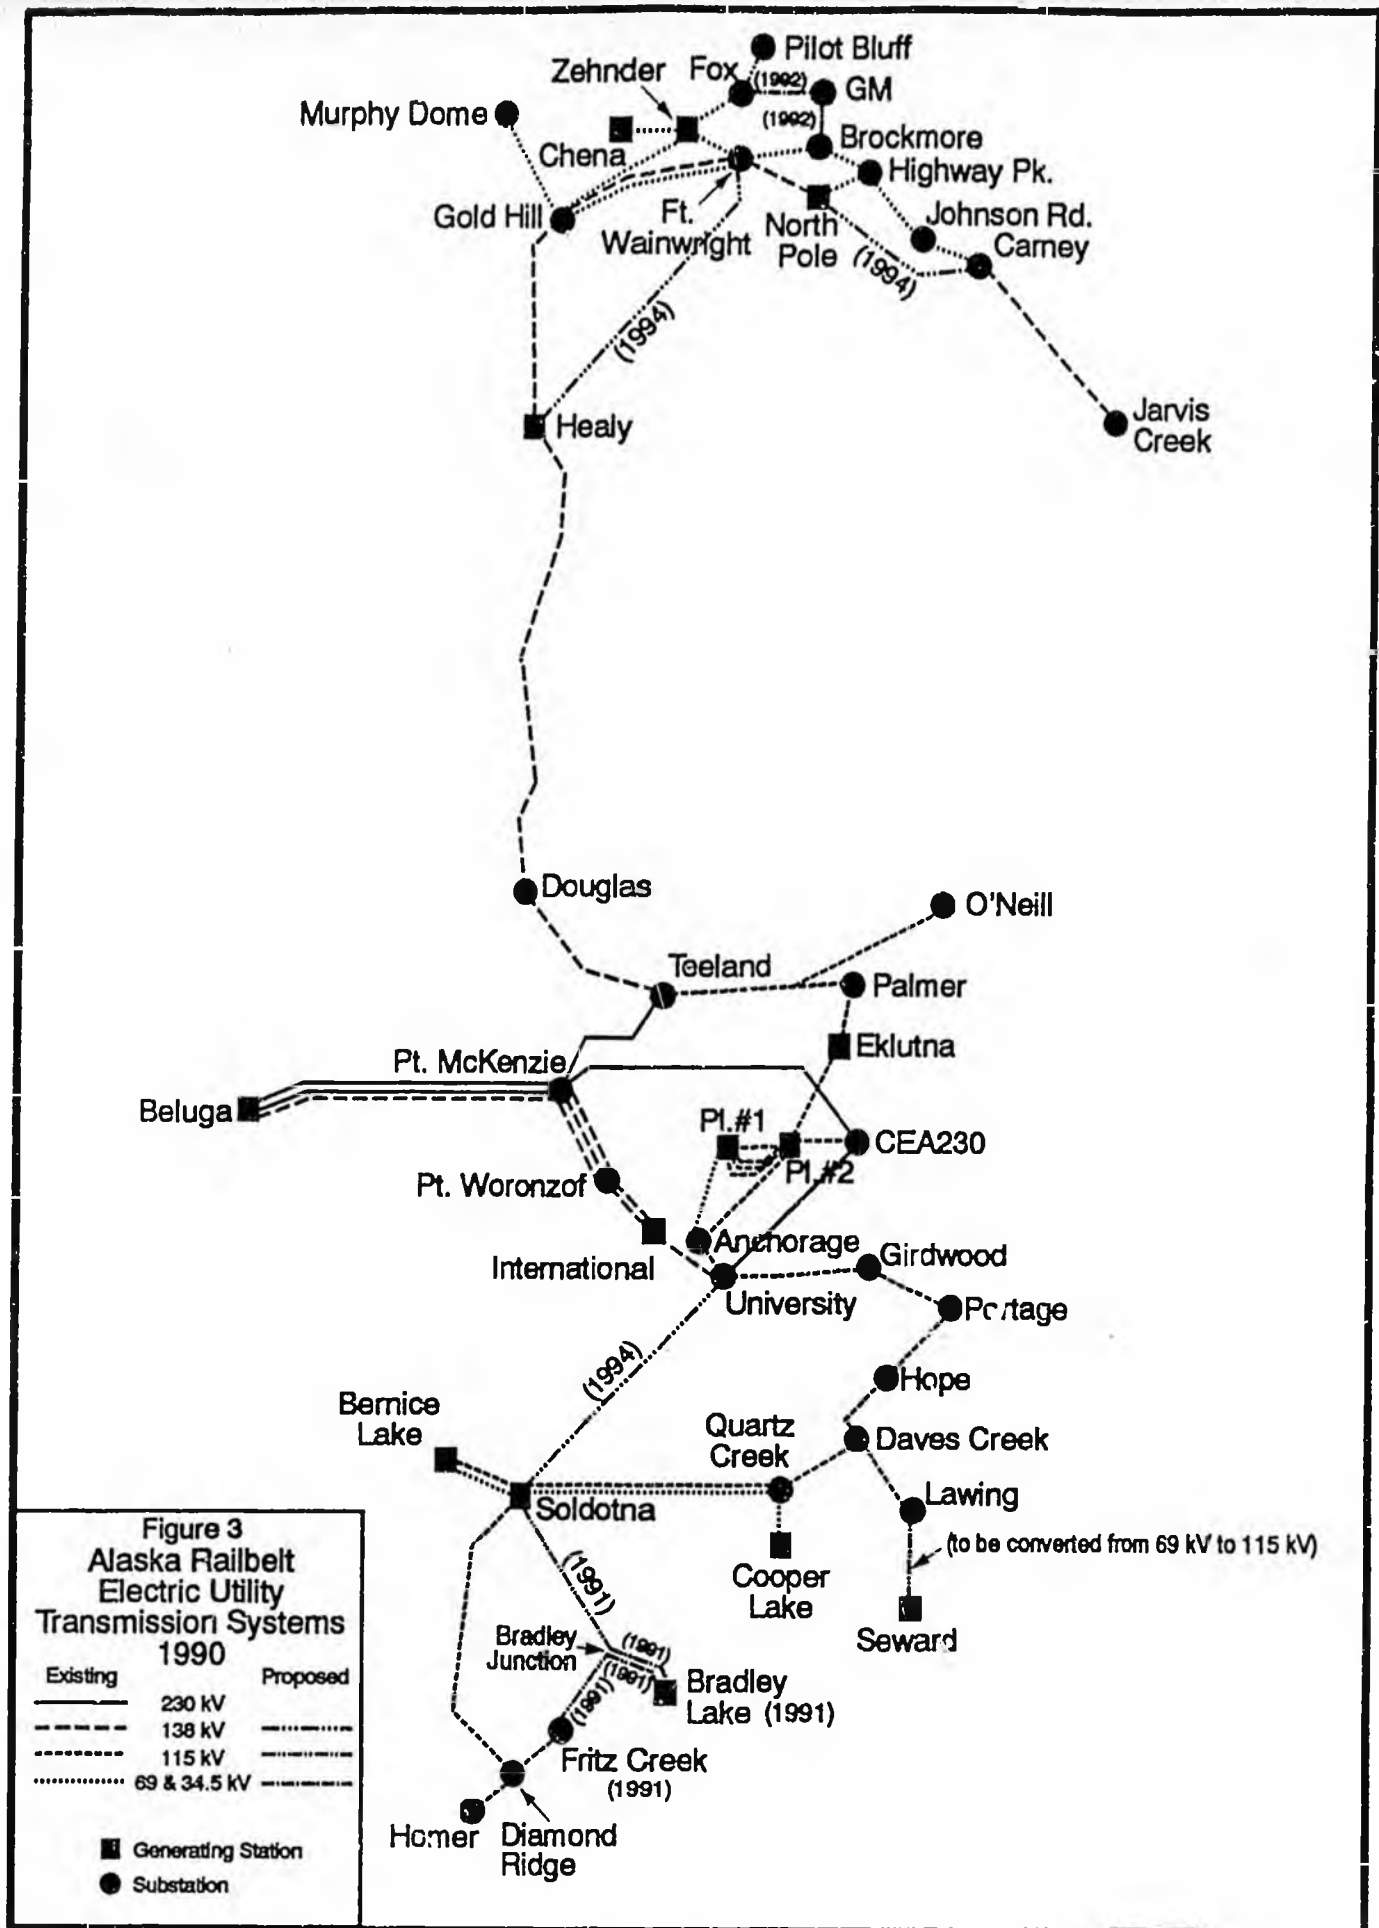 Pilot Bluff
Zehnder
Fox
(1992)
GM
Murphy Dome
(1992)
Brockmore
Chena
Highway Pk.
Gold Hill
Ft.
Wainwright
North
Pole
Johnson Rd.
Carney
(1994)
(1994)
Healy
Jarvis
Creek
Douglas
O'Neill
Teeland
Palmer
Eklutna
Pt. McKenzie
Beluga
Pl.#1
CEA230
Pl.#2
Pt. Woronzof
Anchorage
Girdwood
International
University
Portage
(1994)
Hope
Bernice
Lake
Quartz
Creek
Daves Creek
Lawing
Soldotna
(to be converted from 69 kV to 115 kV)
(1991)
Cooper
Lake
Seward
Bradley
Junction
(1991)
(1991)
Bradley
Lake (1991)
(1991)
Fritz Creek
(1991)
Homer
Diamond
Ridge
Figure 3
Alaska Railbelt
Electric Utility
Transmission Systems
1990
Existing Proposed
230 kV
138 kV
115 kV
69 & 34.5 kV
Generating Station
Substation